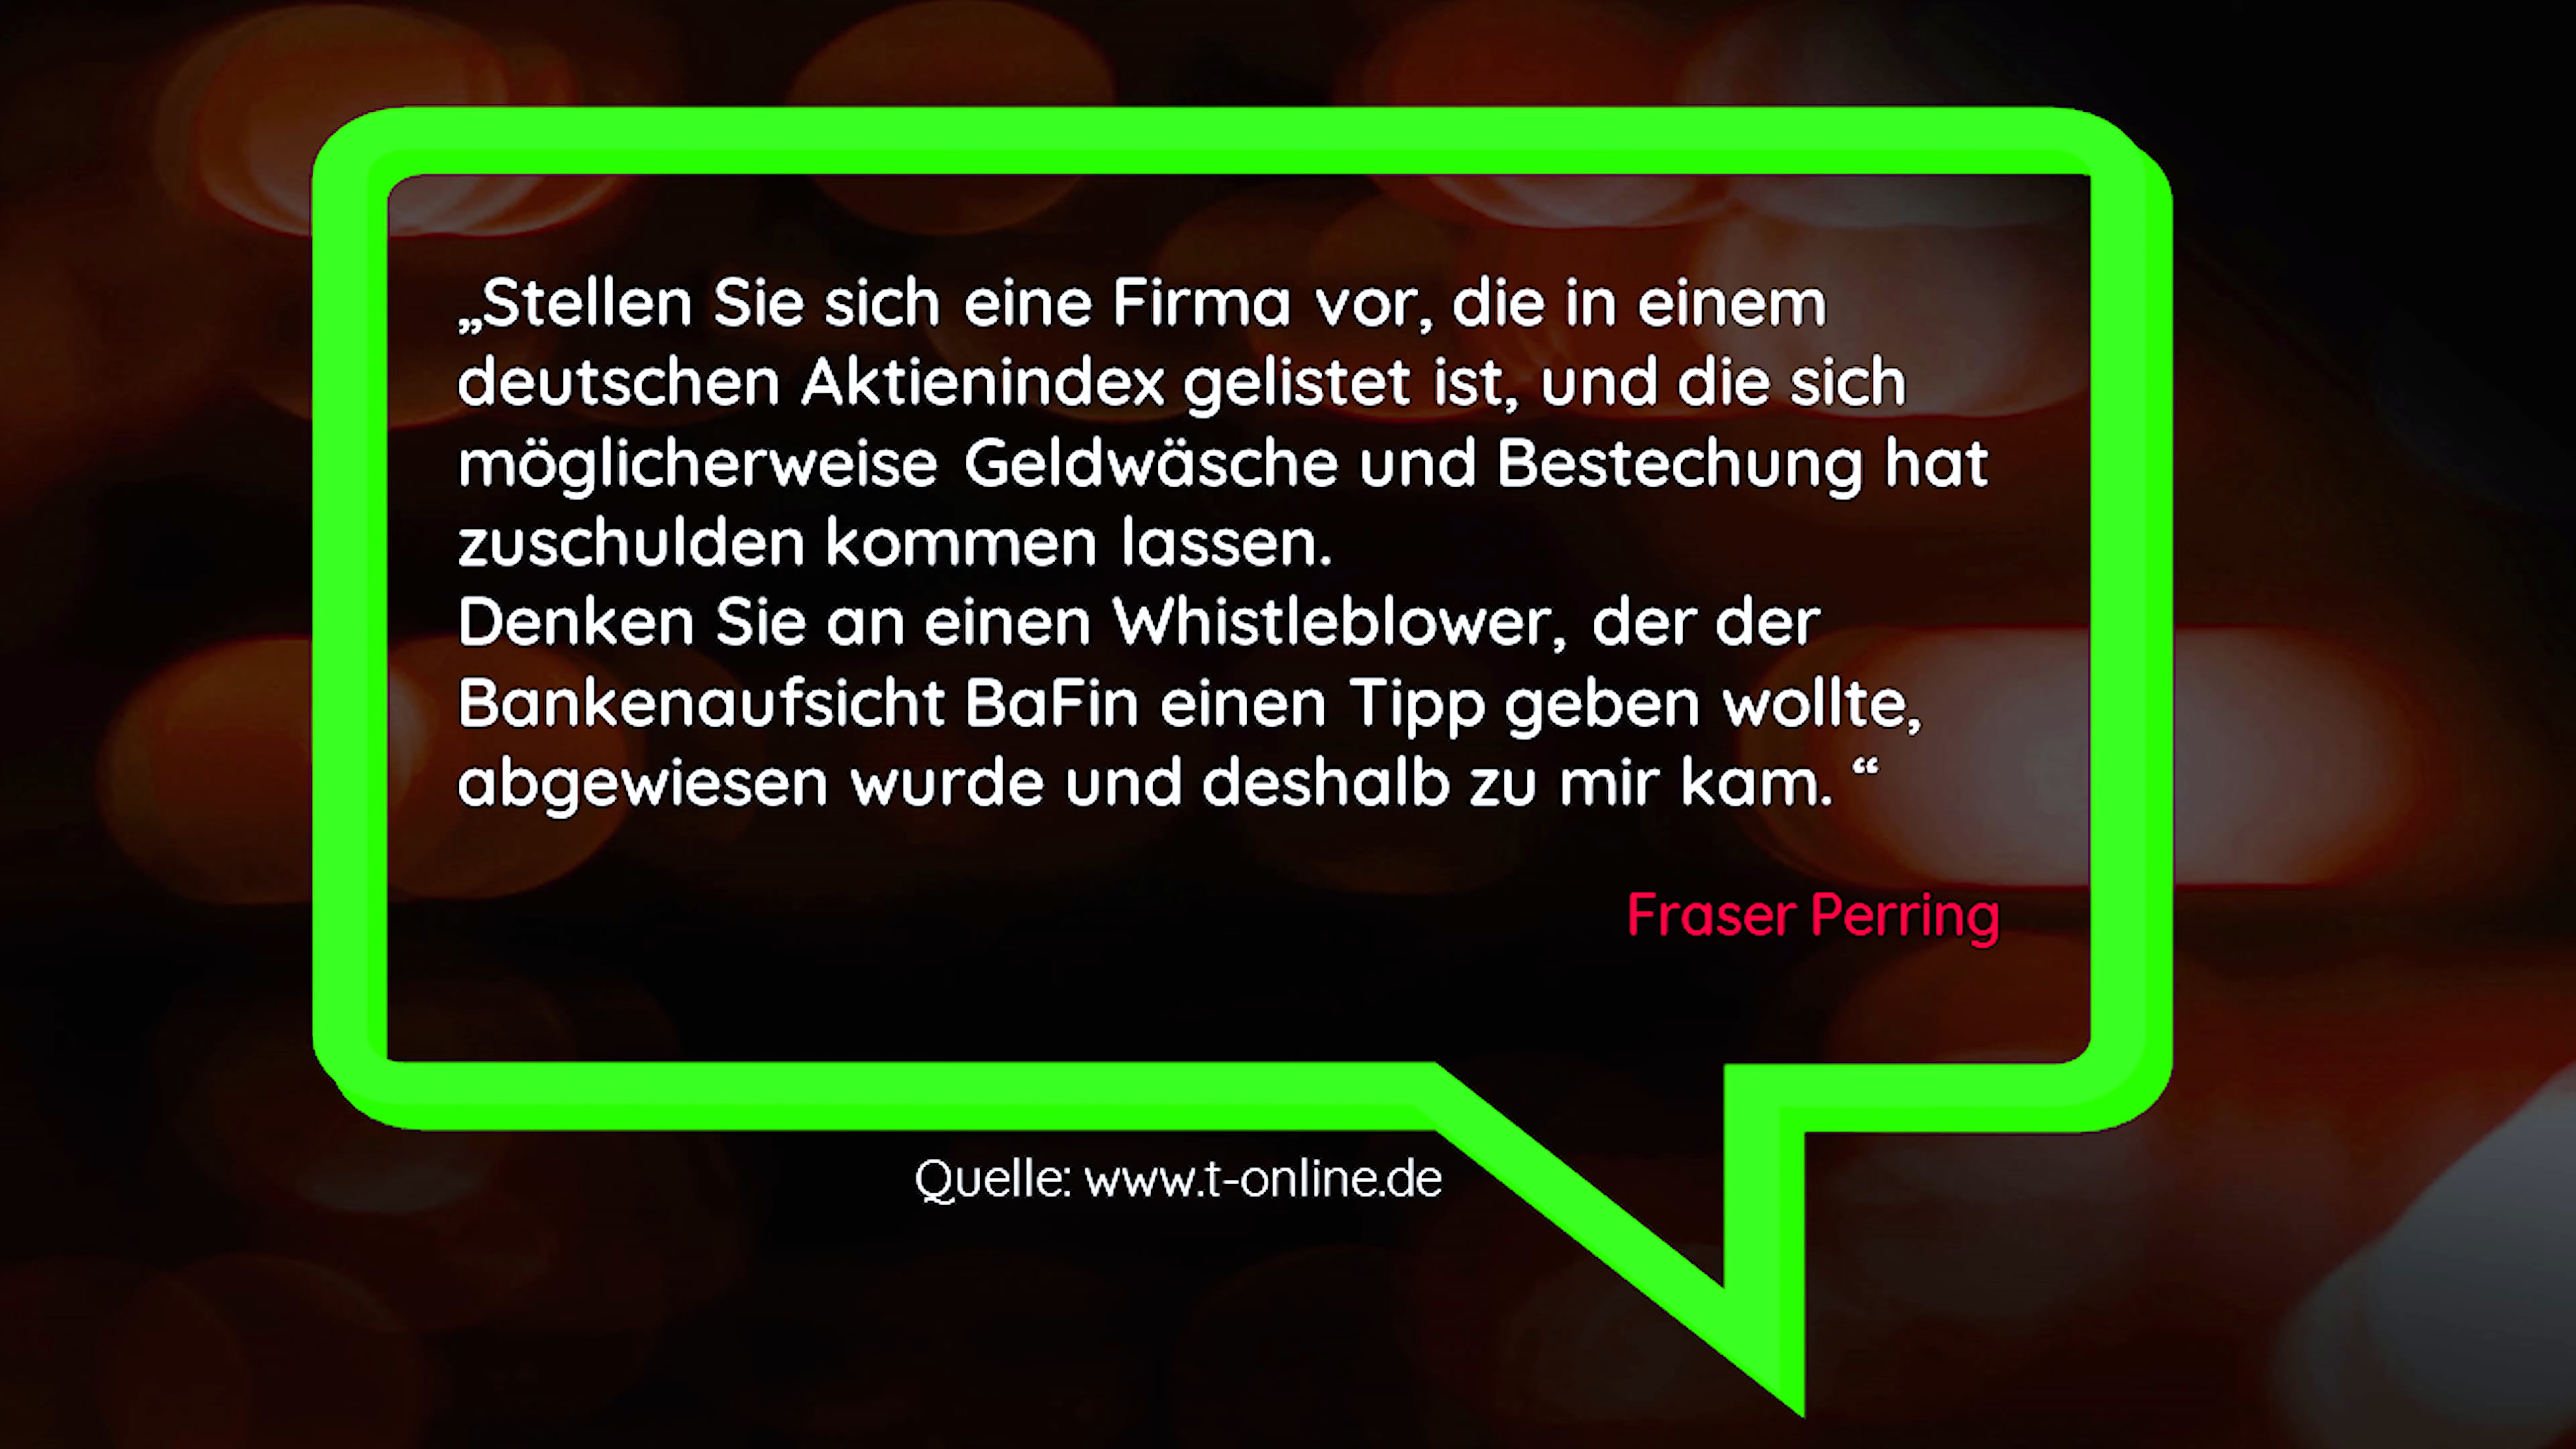 „Stellen Sie sich eine Firma vor, die in einem
deutschen Aktienindex gelistet ist, und die sich
möglicherweise Geldwäsche und Bestechung hat
zuschulden kommen lassen.
Denken Sie an einen Whistleblower, der der
Bankenaufsicht BaFin einen Tipp geben wollte,
abgewiesen wurde und deshalb zu mir kam. “
Fraser Perring
Quelle: www.t-online.de